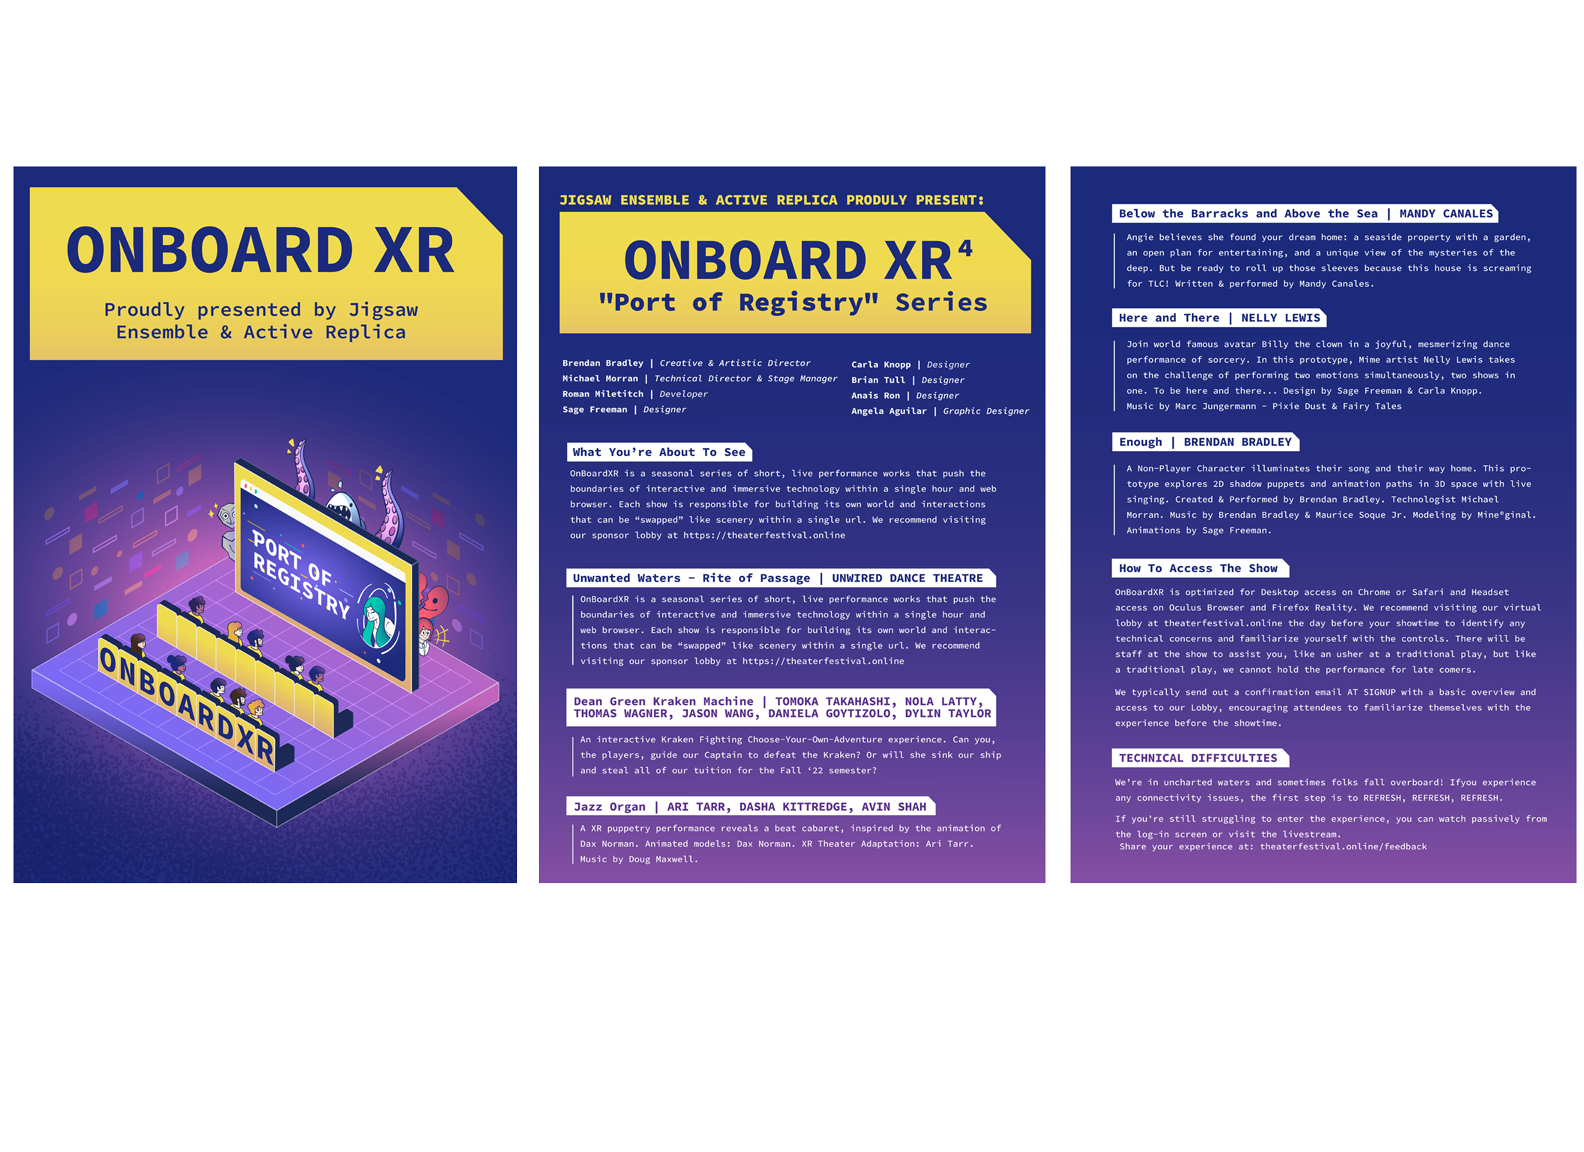 ONBOARD XR
Proudly presented by Jigsaw
Ensemble & Active Replica
PORT OF
REGISTRY
ONBOARDXR
JIGSAW ENSEMBLE & ACTIVE REPLICA PRODULY PRESENT:
ONBOARD XR⁴
"Port of Registry" Series
Brendan Bradley | Creative & Artistic Director
Michael Morran | Technical Director & Stage Manager
Roman Miletitch | Developer
Sage Freeman | Designer
Carla Knopp | Designer
Brian Tull | Designer
Anais Ron | Designer
Angela Aguilar | Graphic Designer
What You’re About To See
OnBoardXR is a seasonal series of short, live performance works that push the
boundaries of interactive and immersive technology within a single hour and web
browser. Each show is responsible for building its own world and interactions
that can be “swapped” like scenery within a single url. We recommend visiting
our sponsor lobby at https://theaterfestival.online
Unwanted Waters – Rite of Passage | UNWIRED DANCE THEATRE
OnBoardXR is a seasonal series of short, live performance works that push the
boundaries of interactive and immersive technology within a single hour and
web browser. Each show is responsible for building its own world and interac-
tions that can be “swapped” like scenery within a single url. We recommend
visiting our sponsor lobby at https://theaterfestival.online
Dean Green Kraken Machine | TOMOKA TAKAHASHI, NOLA LATTY,
THOMAS WAGNER, JASON WANG, DANIELA GOYTIZOLO, DYLIN TAYLOR
An interactive Kraken Fighting Choose-Your-Own-Adventure experience. Can you,
the players, guide our Captain to defeat the Kraken? Or will she sink our ship
and steal all of our tuition for the Fall ‘22 semester?
Jazz Organ | ARI TARR, DASHA KITTREDGE, AVIN SHAH
A XR puppetry performance reveals a beat cabaret, inspired by the animation of
Dax Norman. Animated models: Dax Norman. XR Theater Adaptation: Ari Tarr.
Music by Doug Maxwell.
Below the Barracks and Above the Sea | MANDY CANALES
Angie believes she found your dream home: a seaside property with a garden,
an open plan for entertaining, and a unique view of the mysteries of the
deep. But be ready to roll up those sleeves because this house is screaming
for TLC! Written & performed by Mandy Canales.
Here and There | NELLY LEWIS
Join world famous avatar Billy the clown in a joyful, mesmerizing dance
performance of sorcery. In this prototype, Mime artist Nelly Lewis takes
on the challenge of performing two emotions simultaneously, two shows in
one. To be here and there... Design by Sage Freeman & Carla Knopp.
Music by Marc Jungermann – Pixie Dust & Fairy Tales
Enough | BRENDAN BRADLEY
A Non-Player Character illuminates their song and their way home. This pro-
totype explores 2D shadow puppets and animation paths in 3D space with live
singing. Created & Performed by Brendan Bradley. Technologist Michael
Morran. Music by Brendan Bradley & Maurice Soque Jr. Modeling by Mine®ginal.
Animations by Sage Freeman.
How To Access The Show
OnBoardXR is optimized for Desktop access on Chrome or Safari and Headset
access on Oculus Browser and Firefox Reality. We recommend visiting our virtual
lobby at theaterfestival.online the day before your showtime to identify any
technical concerns and familiarize yourself with the controls. There will be
staff at the show to assist you, like an usher at a traditional play, but like
a traditional play, we cannot hold the performance for late comers.
We typically send out a confirmation email AT SIGNUP with a basic overview and
access to our Lobby, encouraging attendees to familiarize themselves with the
experience before the showtime.
TECHNICAL DIFFICULTIES
We’re in uncharted waters and sometimes folks fall overboard! Ifyou experience
any connectivity issues, the first step is to REFRESH, REFRESH, REFRESH.
If you’re still struggling to enter the experience, you can watch passively from
the log-in screen or visit the livestream.
Share your experience at: theaterfestival.online/feedback